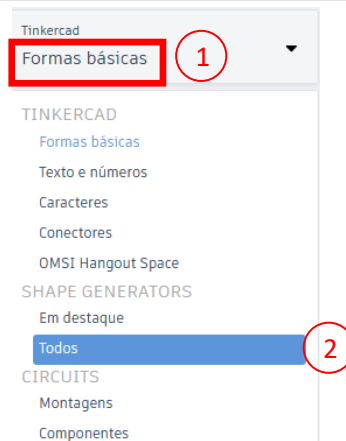 Tinkercad
Formas básicas
1
TINKERCAD
Formas básicas
Texto e números
Caracteres
Conectores
OMSI Hangout Space
SHAPE GENERATORS
Em destaque
Todos
2
CIRCUITS
Montagens
Componentes